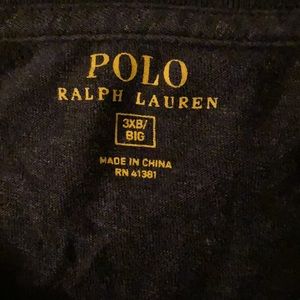 POLO
RALPH LAUREN
3XB/
BIG
MADE IN CHINA
RN 41381